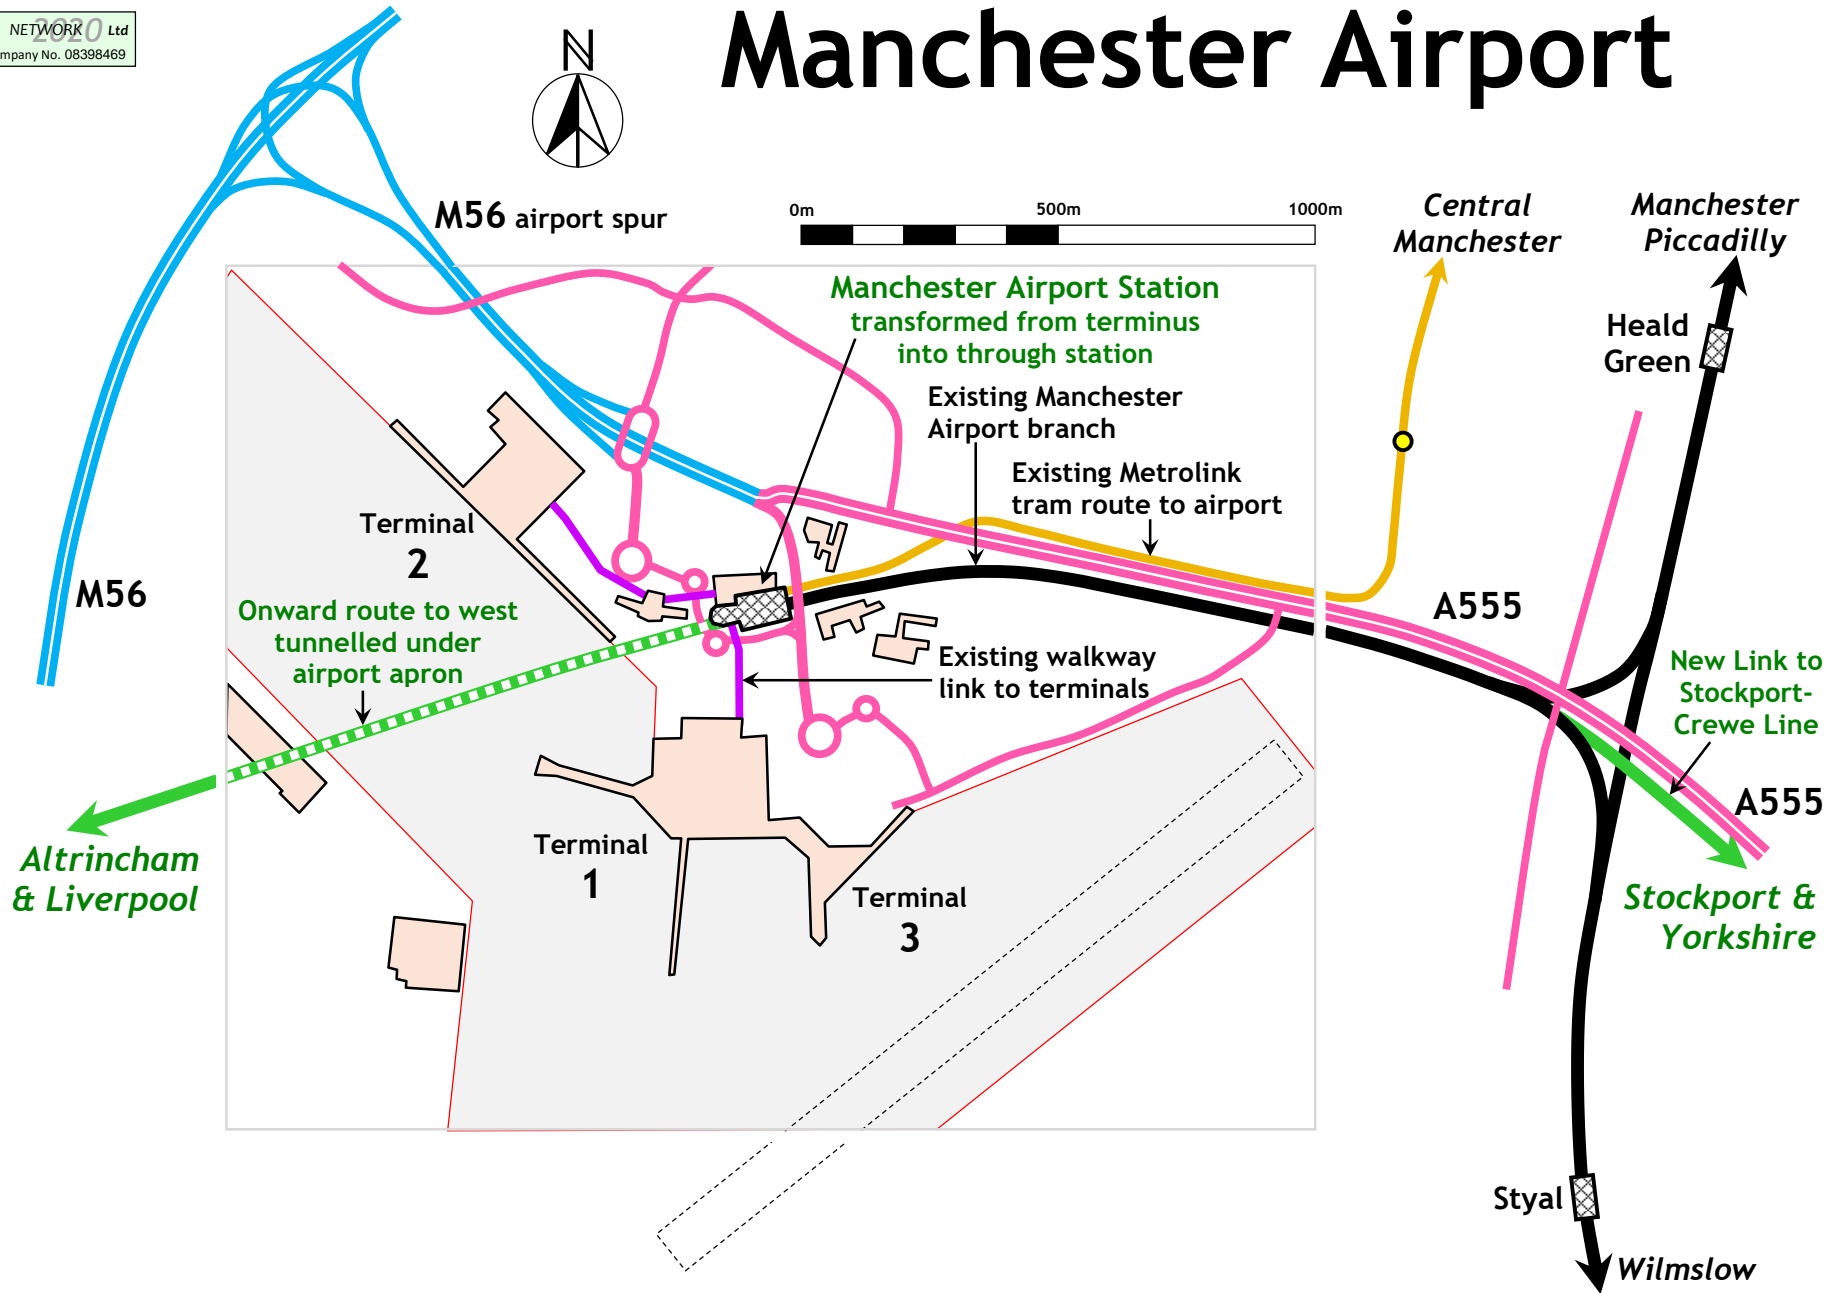 Manchester Airport
NETWORK 2020 Ltd
mpany No. 08398469
N
M56 airport spur
0m 500m 1000m
Central
Manchester
Manchester
Piccadilly
Manchester Airport Station
transformed from terminus
into through station
Heald
Green
Existing Manchester
Airport branch
Existing Metrolink
tram route to airport
Terminal
2
M56
Onward route to west
tunnelled under
airport apron
A555
Existing walkway
link to terminals
New Link to
Stockport-
Crewe Line
A555
Altrincham
& Liverpool
Terminal
1
Terminal
3
Stockport &
Yorkshire
Styal
Wilmslow